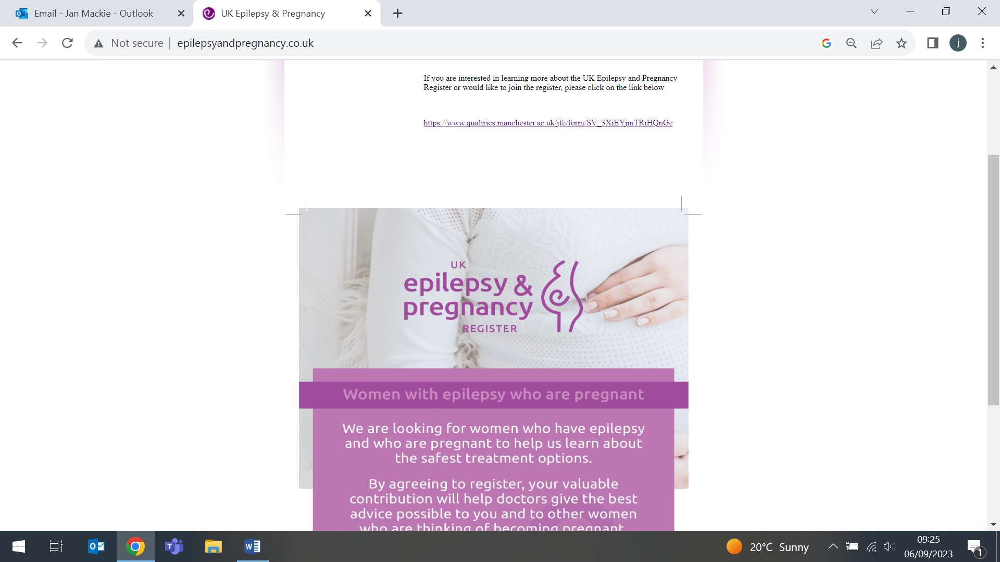 Email - Jan Mackie - Outlook
UK Epilepsy & Pregnancy
Not secure
epilepsyandpregnancy.co.uk
j
If you are interested in learning more about the UK Epilepsy and Pregnancy
Register or would like to join the register, please click on the link below
https://www.qualtrics.manchester.ac.uk/jfe/form/SV_3XiEYjmTRiHQnGe
UK
epilepsy &
pregnancy
REGISTER
Women with epilepsy who are pregnant
We are looking for women who have epilepsy
and who are pregnant to help us learn about
the safest treatment options.
By agreeing to register, your valuable
contribution will help doctors give the best
advice possible to you and to other women
who are thinking of becoming pregnant
20°C Sunny
09:25
06/09/2023
1